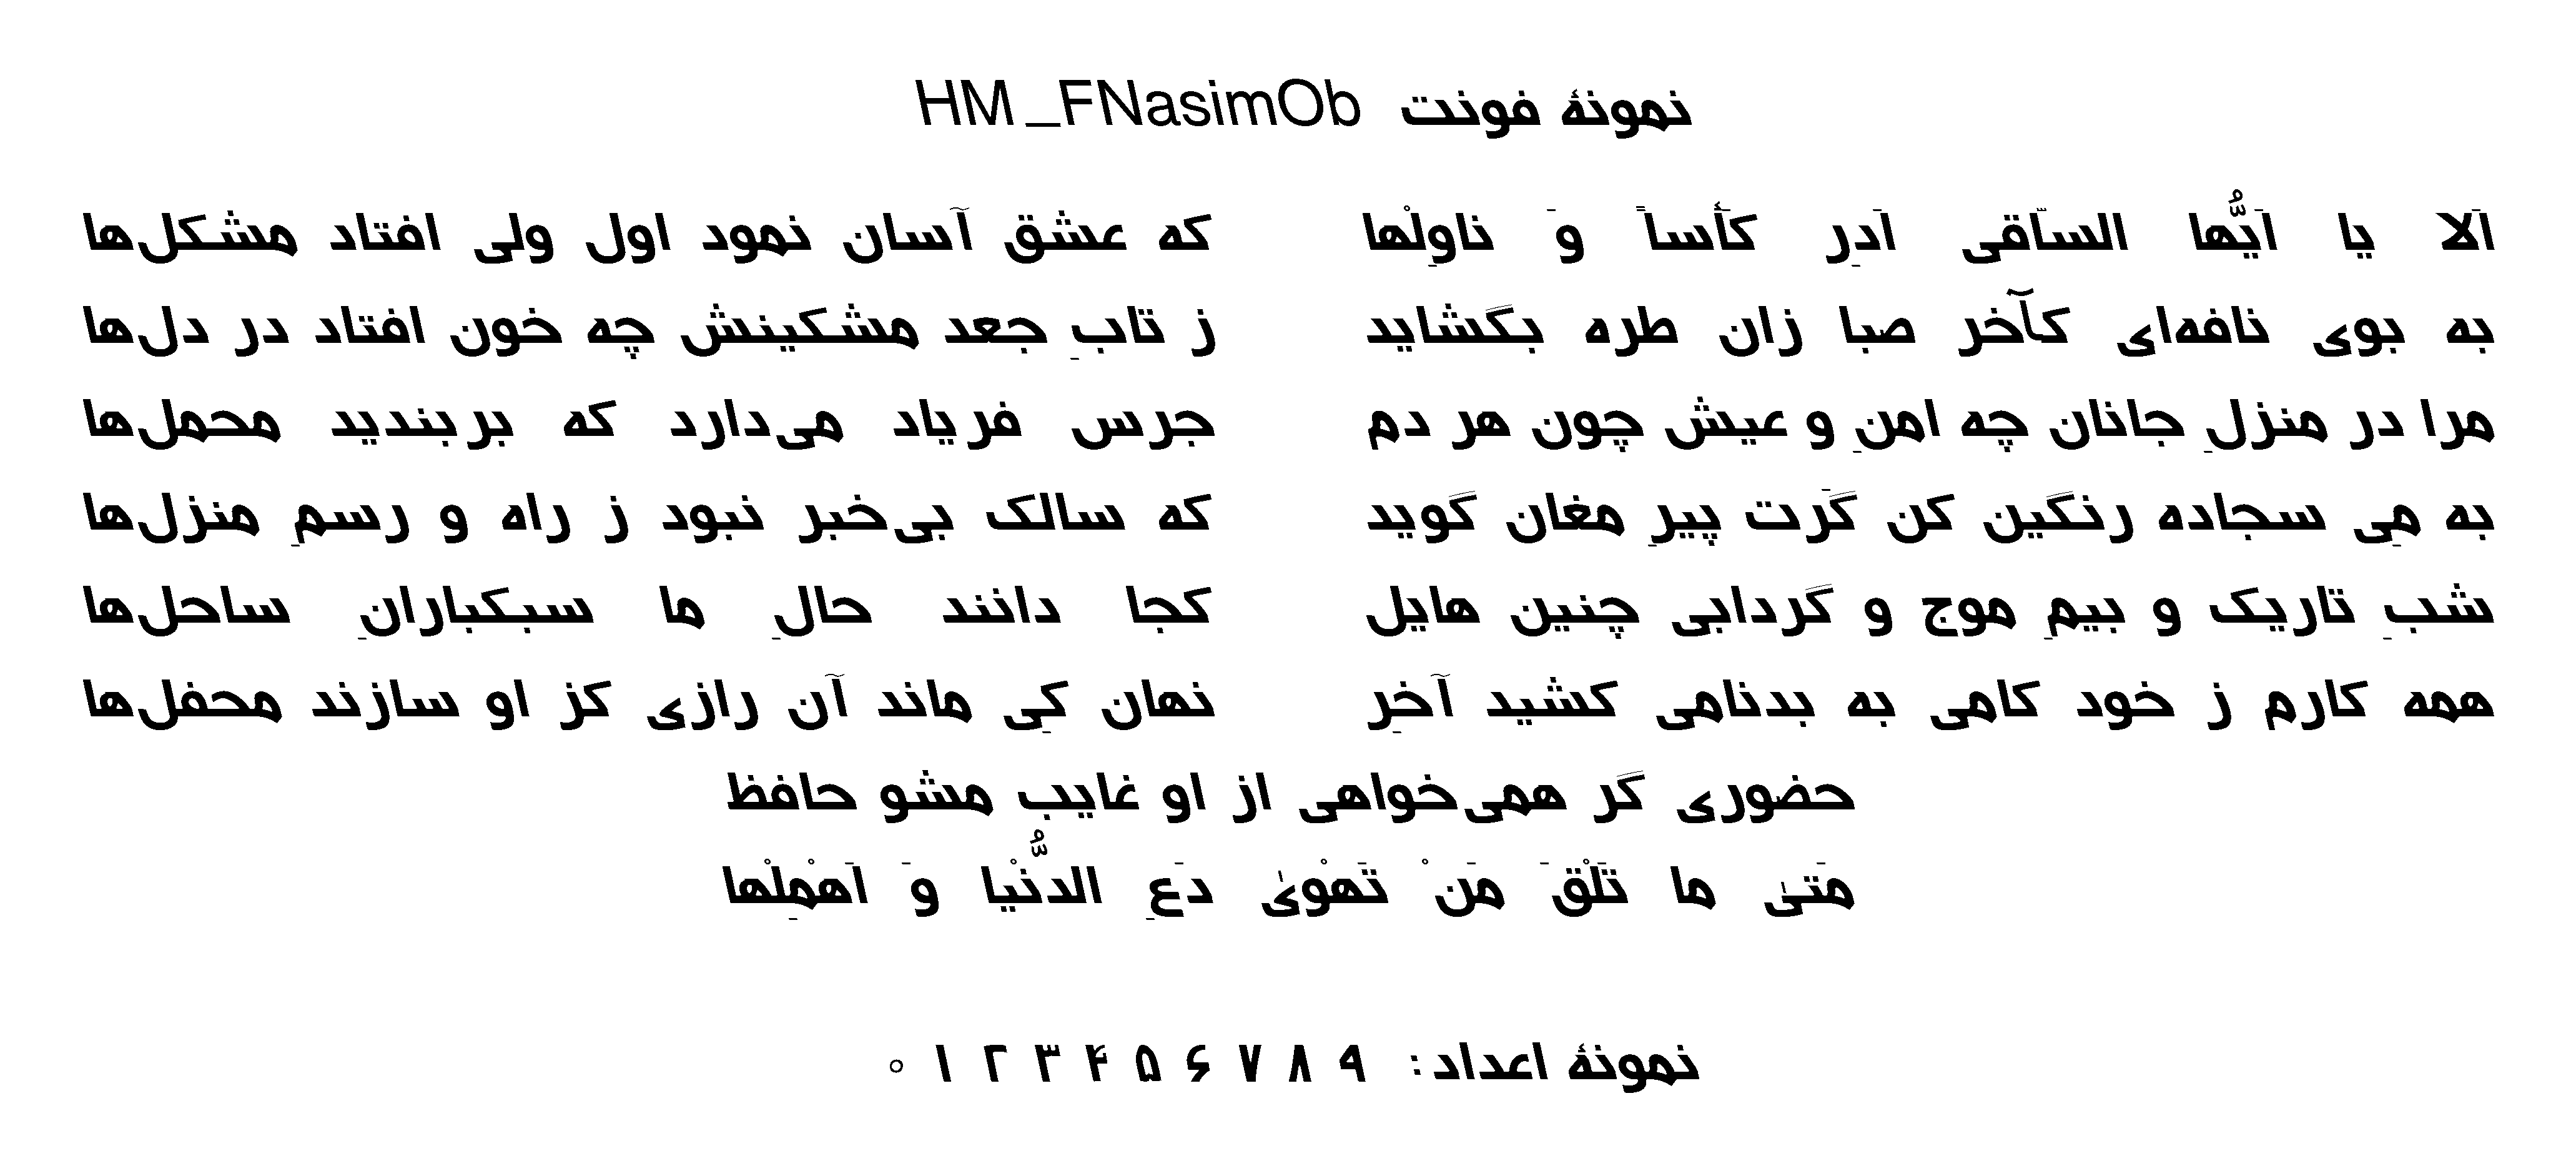 نمونهٔ فونت HM_FNasimOb
اَلا یا اَیُّها السّاقی اَدِر کَأساً وَ ناوِلْها که عشق آسان نمود اول ولی افتاد مشکل‌ها
به بوی نافه‌ای کآخر صبا زان طره بگشاید ز تابِ جعد مشکینش چه خون افتاد در دل‌ها
مرا در منزلِ جانان چه امنِ و عیش چون هر دم جرس فریاد می‌دارد که بربندید محمل‌ها
به مِی سجاده رنگین کن گَرت پیرِ مغان گوید که سالک بی‌خبر نبود ز راه و رسمِ منزل‌ها
شبِ تاریک و بیمِ موج و گردابی چنین هایل کجا دانند حالِ ما سبکبارانِ ساحل‌ها
همه کارم ز خود کامی به بدنامی کشید آخِر نهان کِی ماند آن رازی کز او سازند محفل‌ها
حضوری گر همی‌خواهی از او غایب مشو حافظ
مَتیٰ ما تَلْقَ مَنْ تَهْویٰ دَعِ الدُّنْیا وَ اَهْمِلْها
نمونهٔ اعداد: ۹ ۸ ۷ ۶ ۵ ۴ ۳ ۲ ۱ ۰